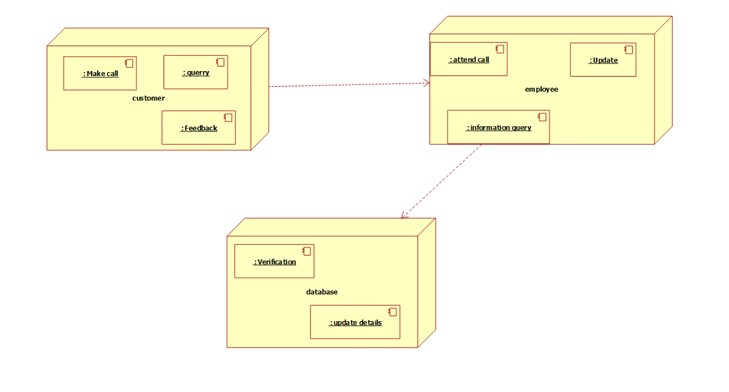 : Make call
: querry
customer
: Feedback
: attend call
: Update
employee
: information query
: Verification
database
: update details